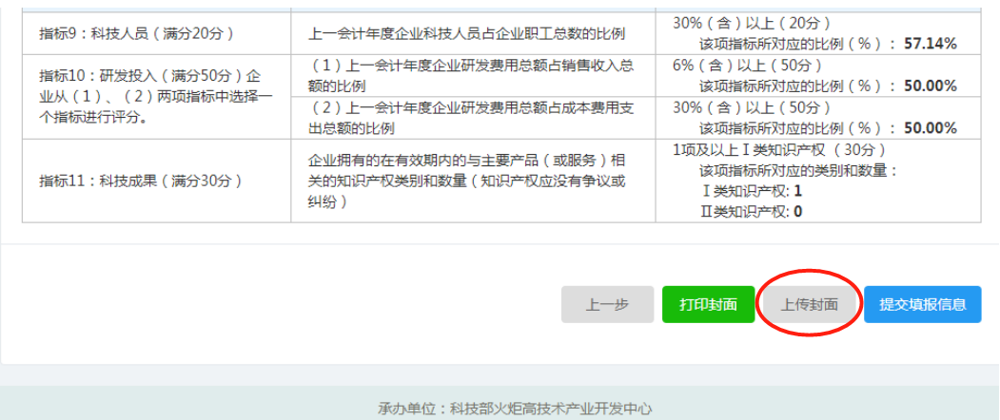 指标9：科技人员（满分20分）
上一会计年度企业科技人员占企业职工总数的比例
30%（含）以上（20分）
该项指标所对应的比例（%）：57.14%
指标10：研发投入（满分50分）企
业从（1）、（2）两项指标中选择一
个指标进行评分。
（1）上一会计年度企业研发费用总额占销售收入总
额的比例
6%（含）以上（50分）
该项指标所对应的比例（%）：50.00%
（2）上一会计年度企业研发费用总额占成本费用支
出总额的比例
30%（含）以上（50分）
该项指标所对应的比例（%）：50.00%
指标11：科技成果（满分30分）
企业拥有的在有效期内的与主要产品（或服务）相
关的知识产权类别和数量（知识产权应没有争议或
纠纷）
1项及以上Ⅰ类知识产权（30分）
该项指标所对应的类别和数量：
Ⅰ类知识产权: 1
Ⅱ类知识产权: 0
上一步
打印封面
上传封面
提交填报信息
承办单位：科技部火炬高技术产业开发中心